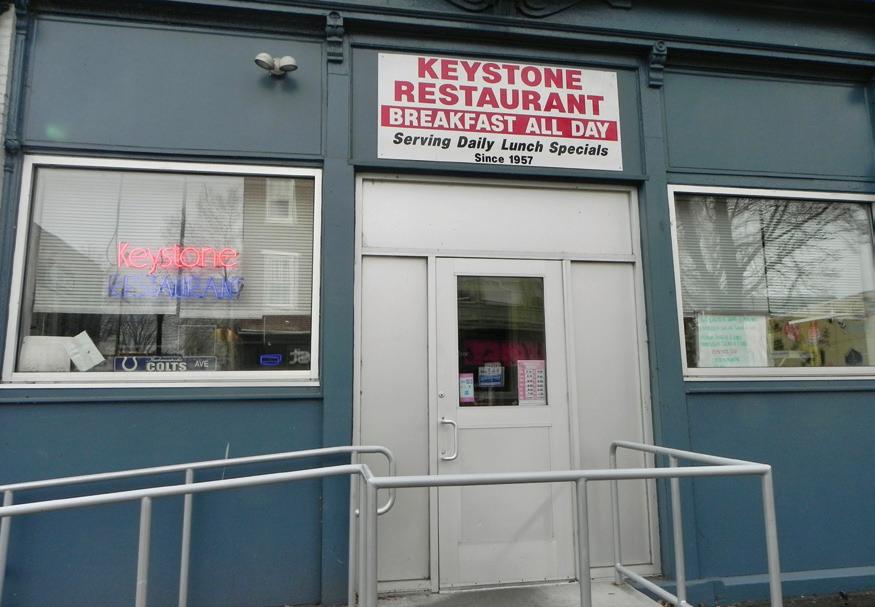 KEYSTONE
RESTAURANT
BREAKFAST ALL DAY
Serving Daily Lunch Specials
Since 1957
Keystone
RESTAURANT
COLTS AVE